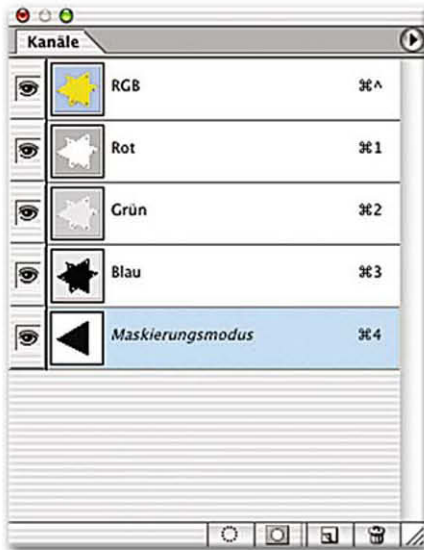 Kanäle
RGB ⌘^
Rot ⌘1
Grün ⌘2
Blau ⌘3
Maskierungsmodus ⌘4